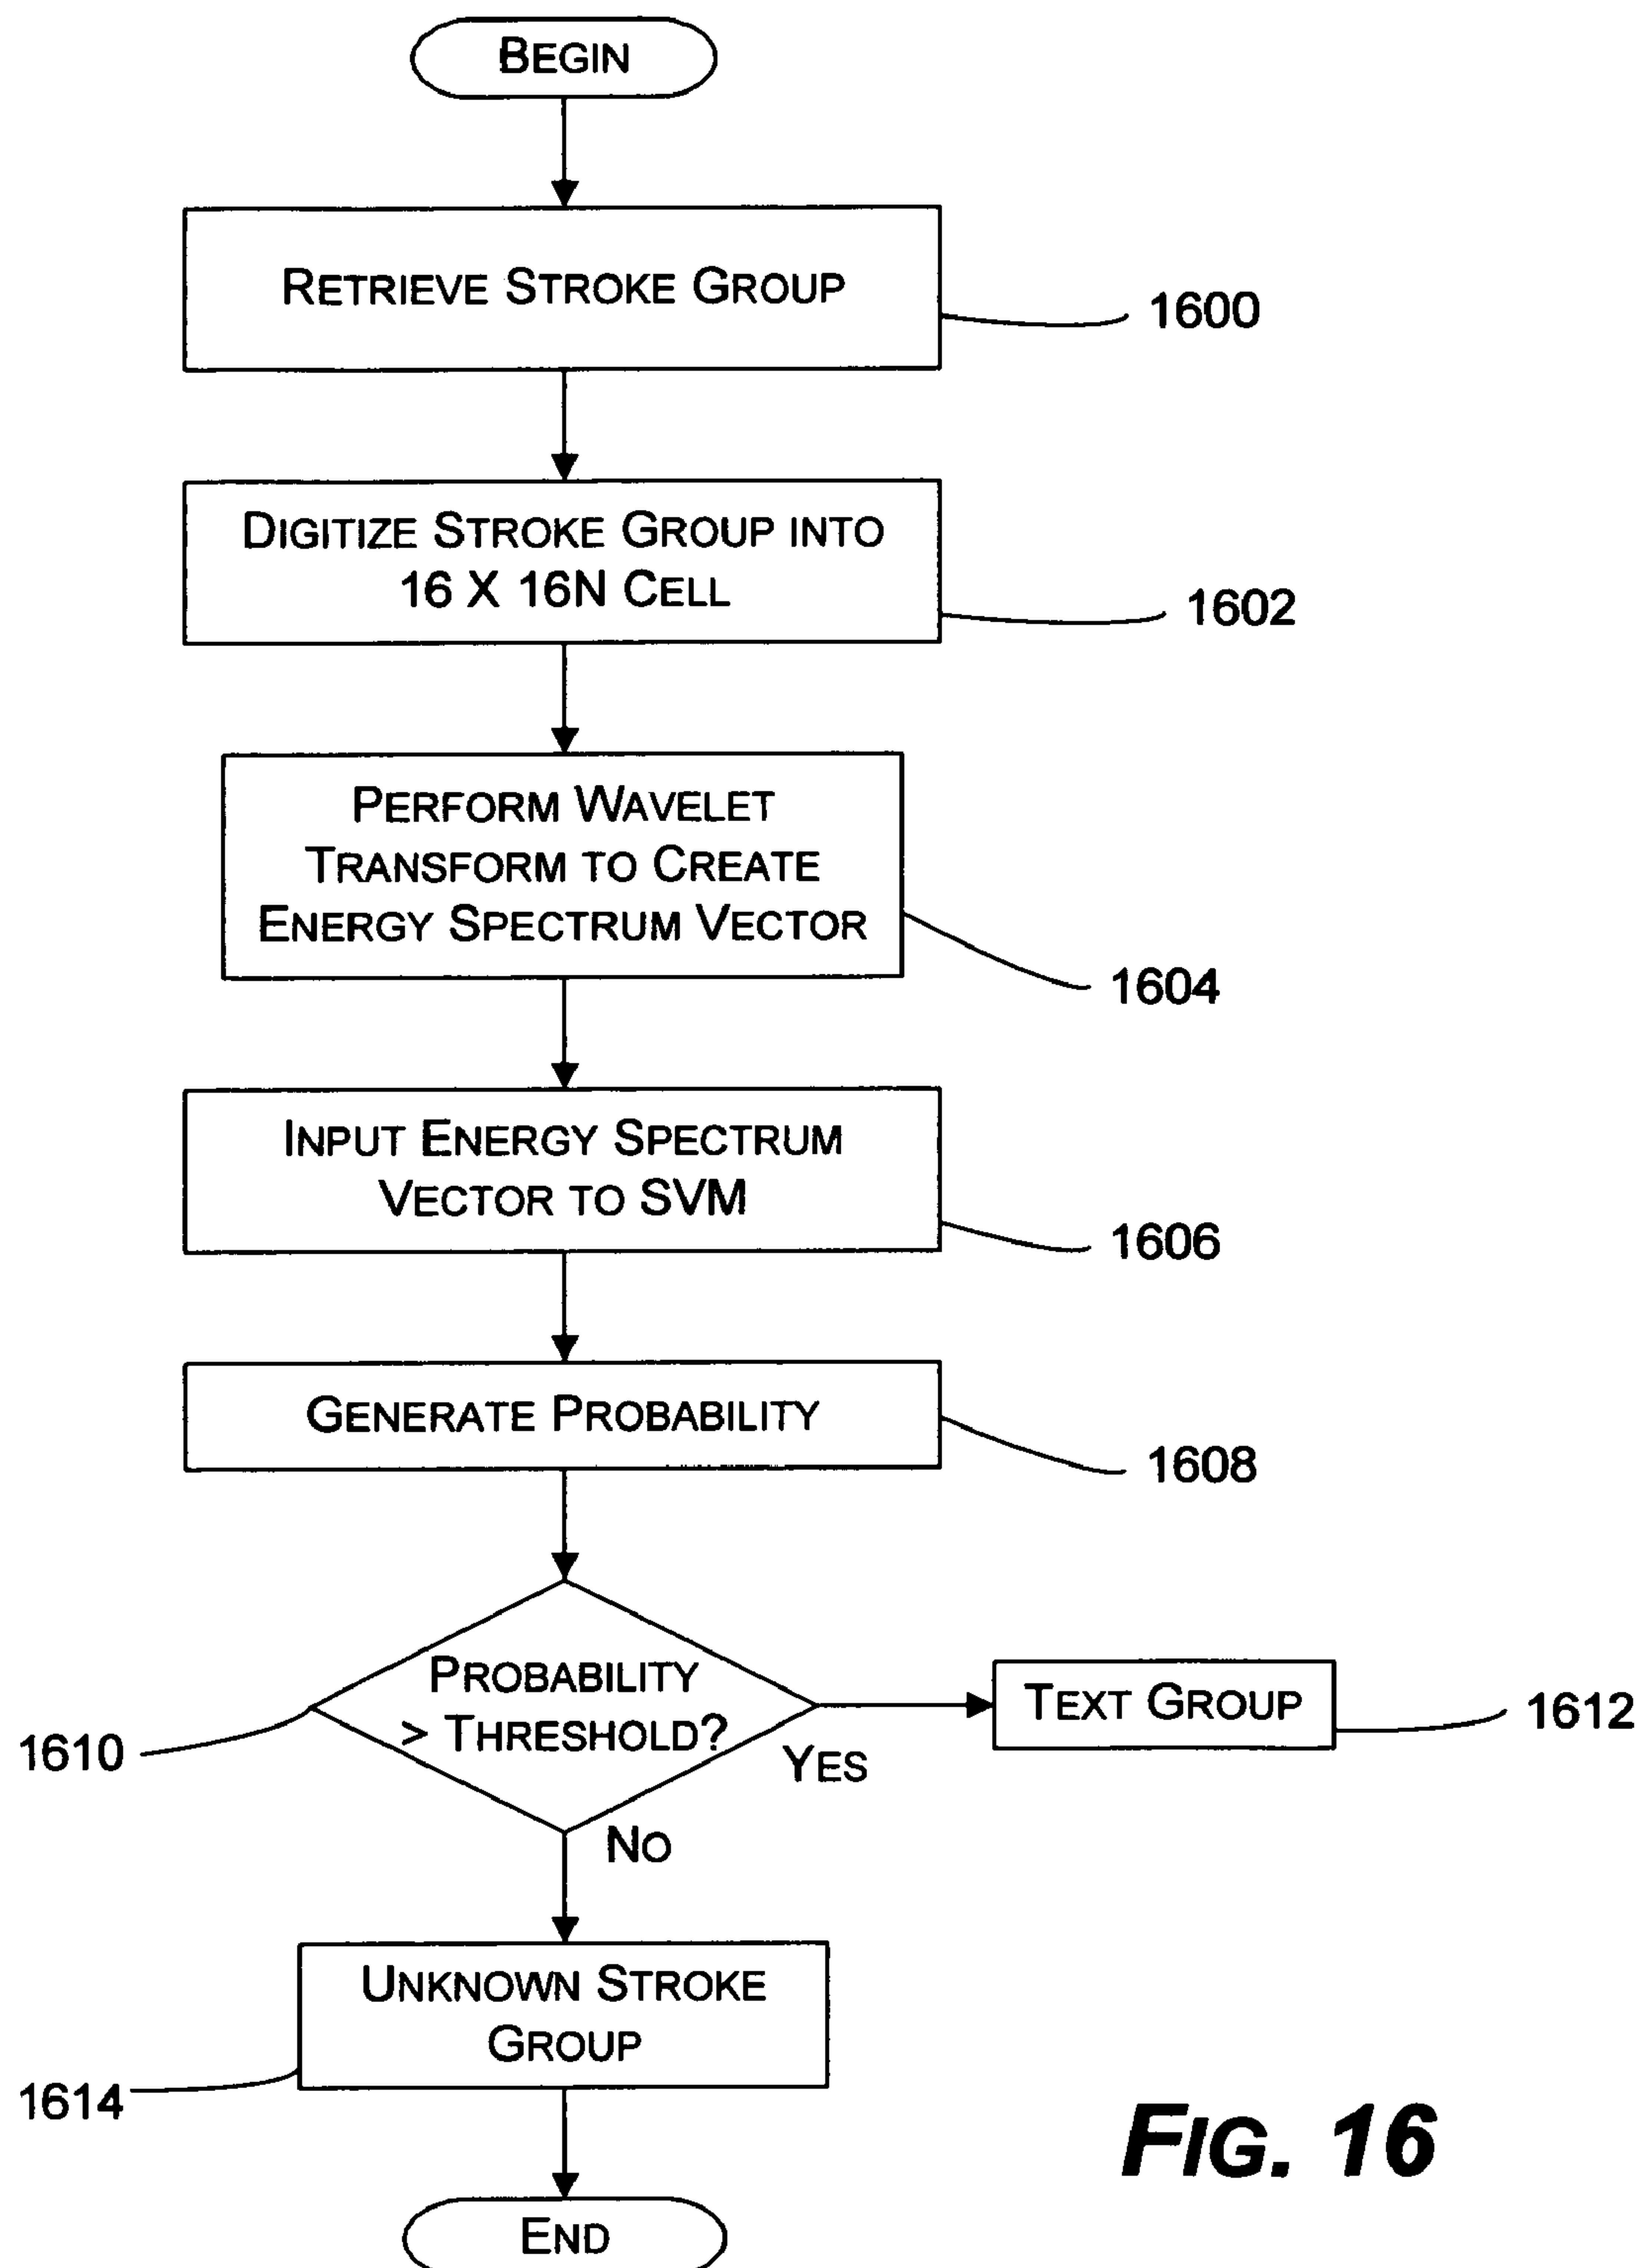 BEGIN
RETRIEVE STROKE GROUP
1600
DIGITIZE STROKE GROUP INTO
16 X 16N CELL
1602
PERFORM WAVELET
TRANSFORM TO CREATE
ENERGY SPECTRUM VECTOR
1604
INPUT ENERGY SPECTRUM
VECTOR TO SVM
1606
GENERATE PROBABILITY
1608
PROBABILITY
> THRESHOLD?
1610
YES
TEXT GROUP
1612
NO
UNKNOWN STROKE
GROUP
1614
END
FIG. 16